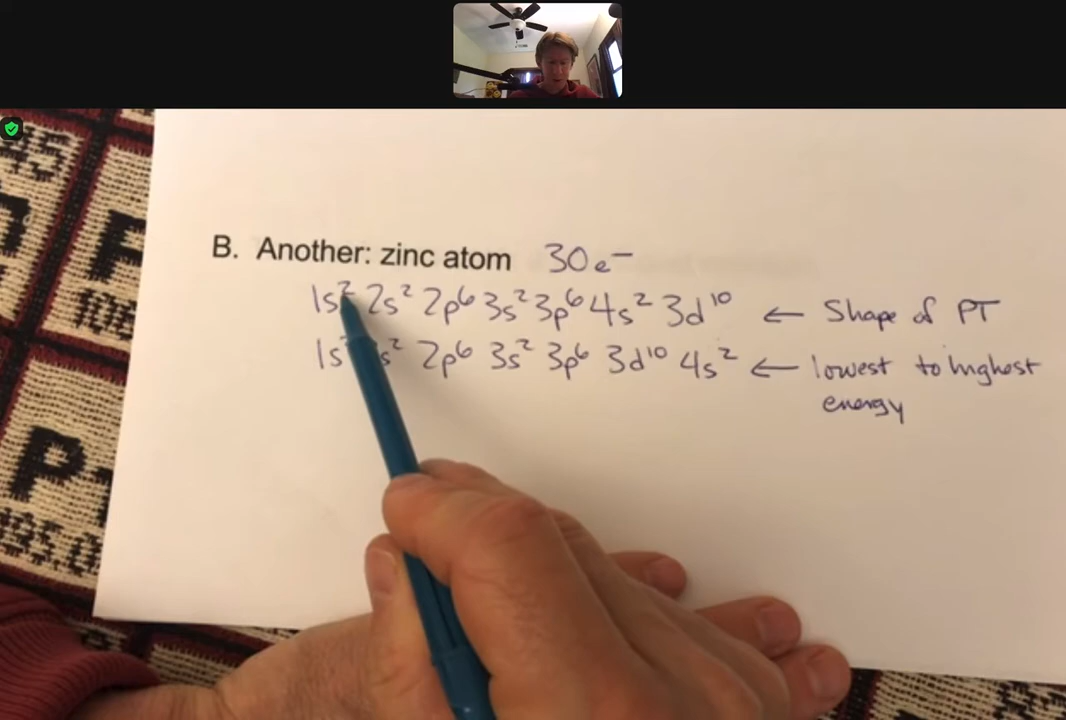 B. Another: zinc atom 30e⁻
1s² 2s² 2p⁶ 3s² 3p⁶ 4s² 3d¹⁰ ← Shape of PT
1s² s² 2p⁶ 3s² 3p⁶ 3d¹⁰ 4s² ← lowest to highest
energy
P